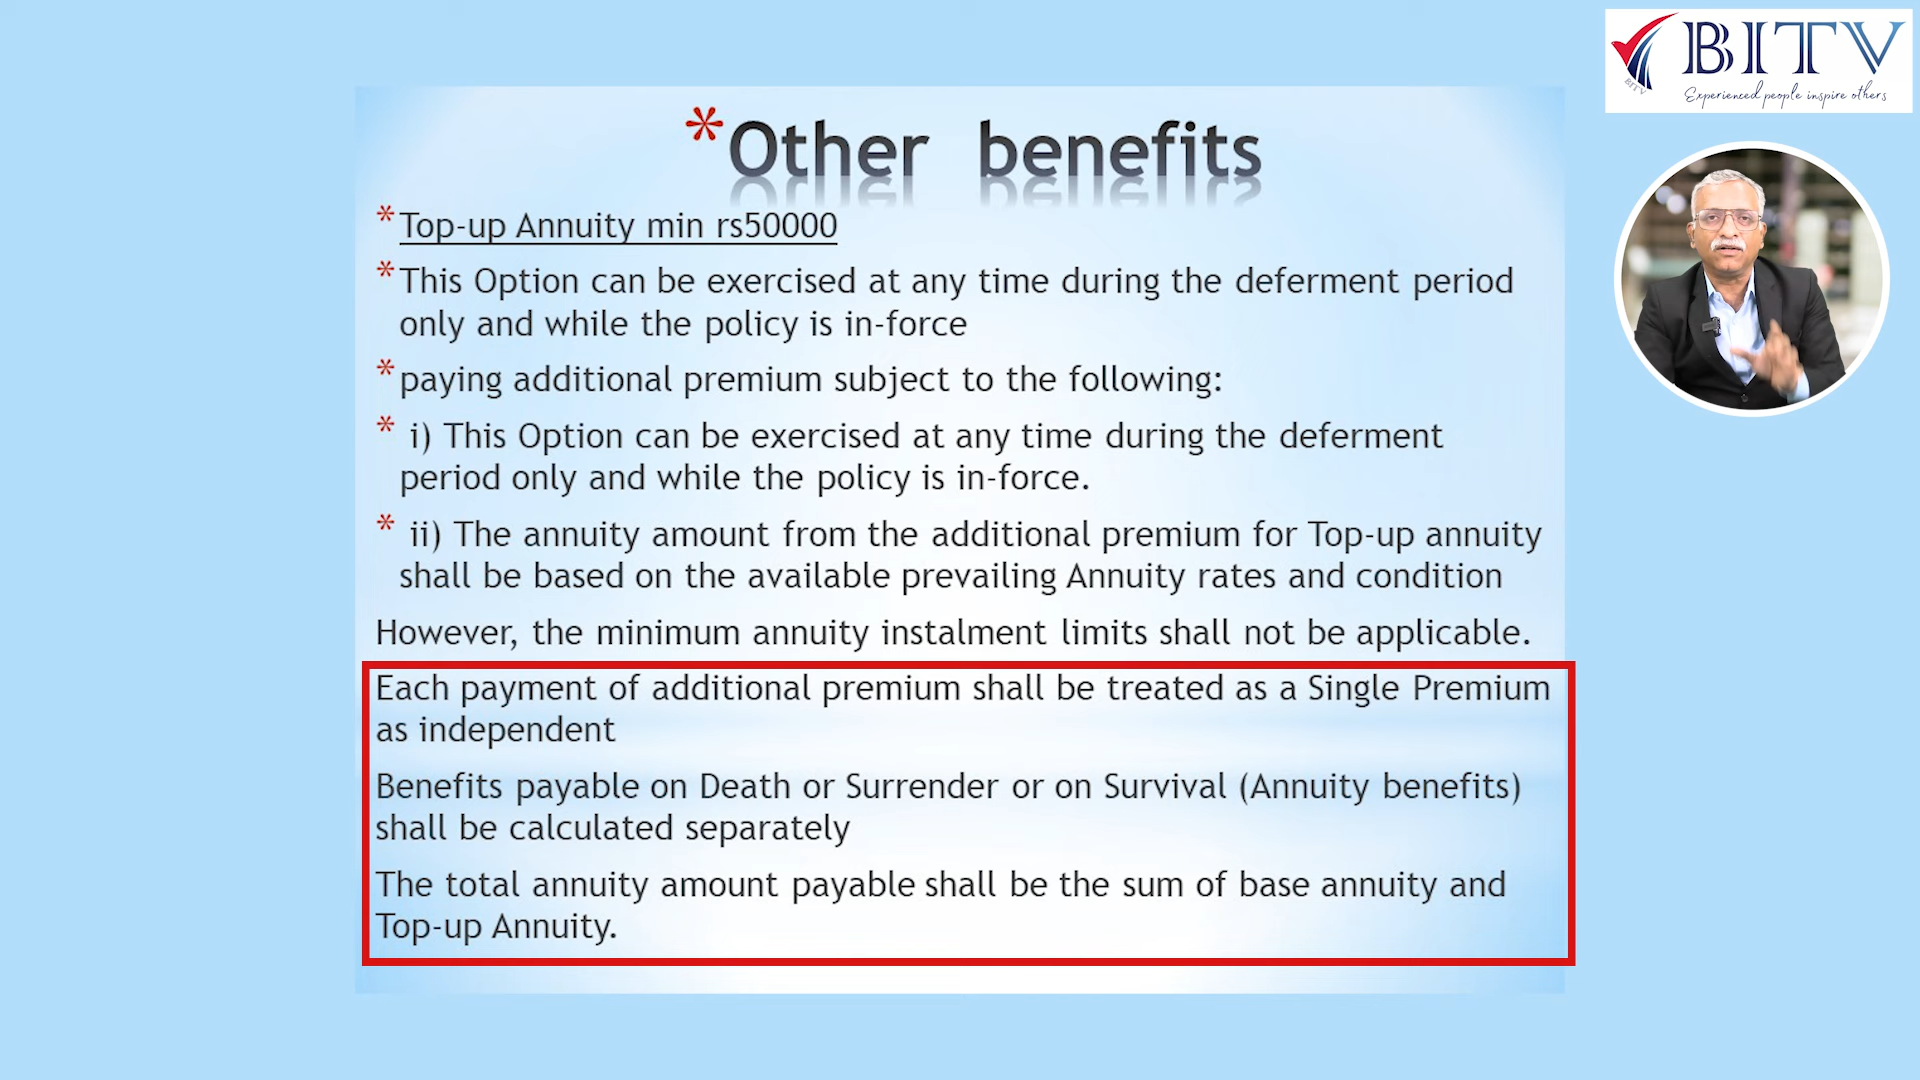 BITV
Experienced people inspire others
BITV
*Other benefits
*Top-up Annuity min rs50000
*This Option can be exercised at any time during the deferment period
only and while the policy is in-force
*paying additional premium subject to the following:
* i) This Option can be exercised at any time during the deferment
period only and while the policy is in-force.
* ii) The annuity amount from the additional premium for Top-up annuity
shall be based on the available prevailing Annuity rates and condition
However, the minimum annuity instalment limits shall not be applicable.
Each payment of additional premium shall be treated as a Single Premium
as independent
Benefits payable on Death or Surrender or on Survival (Annuity benefits)
shall be calculated separately
The total annuity amount payable shall be the sum of base annuity and
Top-up Annuity.